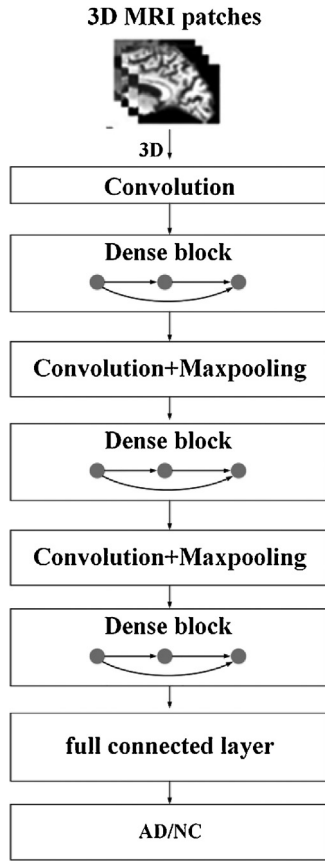 3D MRI patches
3D
Convolution
Dense block
Convolution+Maxpooling
Dense block
Convolution+Maxpooling
Dense block
full connected layer
AD/NC